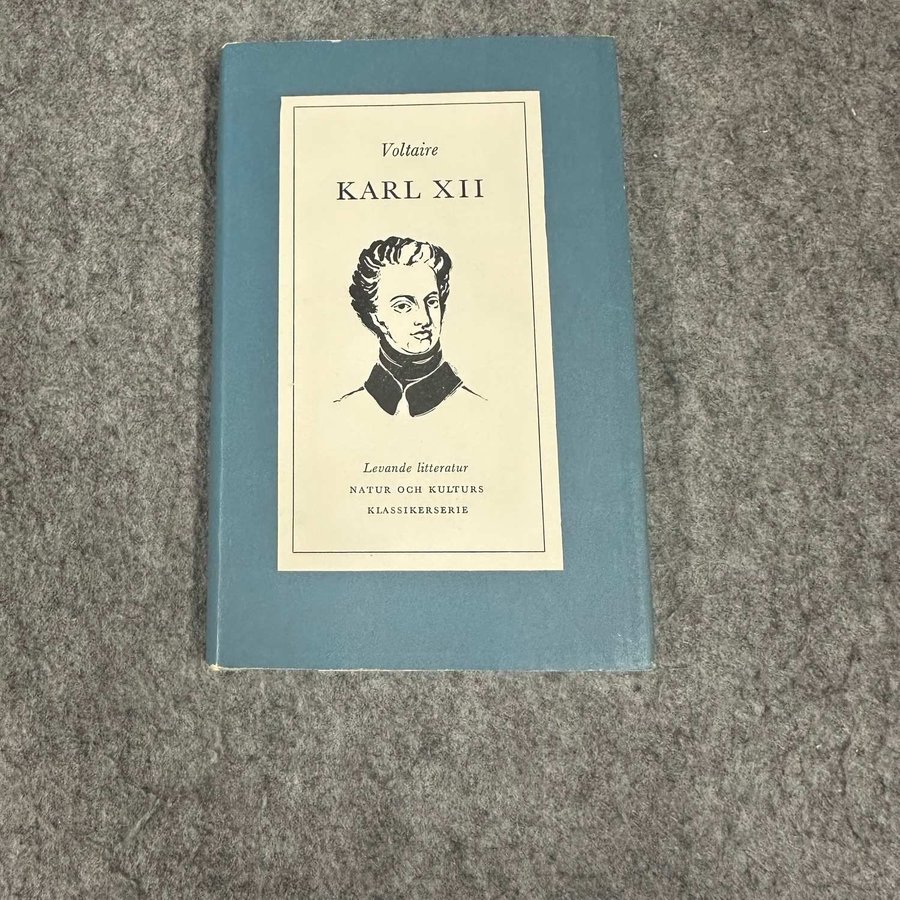 Voltaire
KARL XII
Levande litteratur
NATUR OCH KULTURS
KLASSIKERSERIE